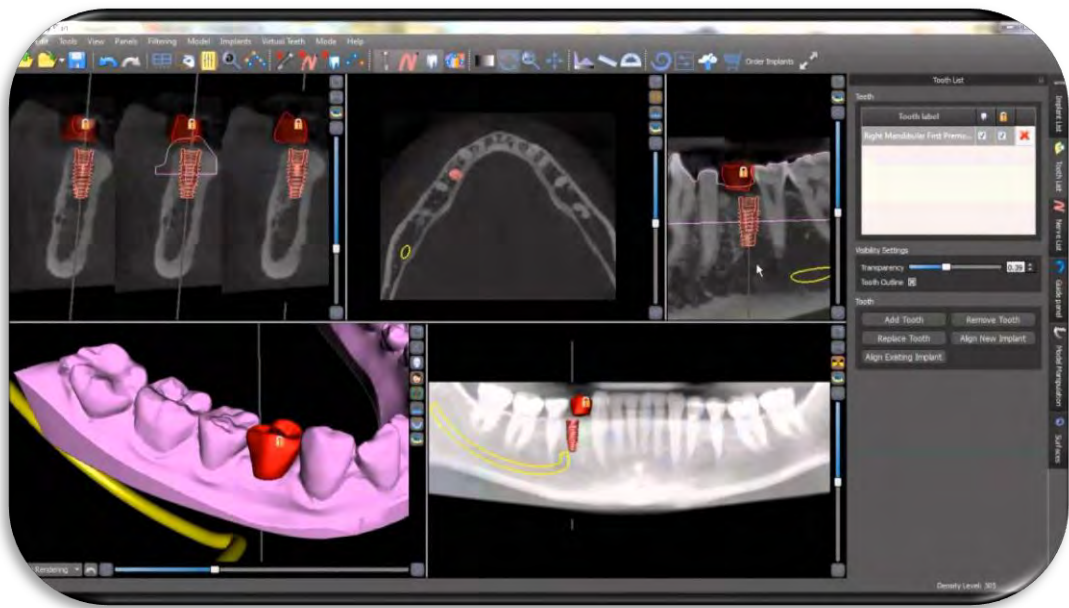 Edit Tools View Panels Filtering Model Implants Virtual Teeth Mode Help
Order Implants
Tooth List
Teeth
Tooth label
Right Mandibular First Premo...
Visibility Settings
Transparency 0.39
Tooth Outline
Tooth
Add Tooth Remove Tooth
Replace Tooth Align New Implant
Align Existing Implant
Implant List
Tooth List
Nerve List
Guide panel
Model Manipulation
Surfaces
Rendering
Density Level: 305